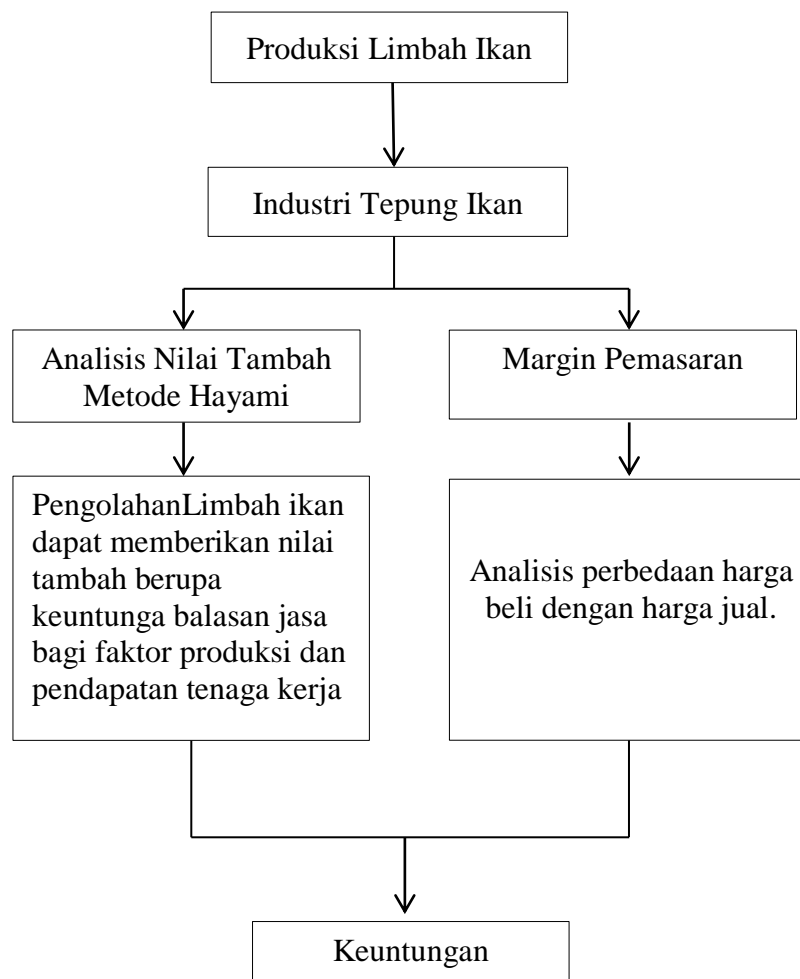 Produksi Limbah Ikan
Industri Tepung Ikan
Analisis Nilai Tambah
Metode Hayami
Margin Pemasaran
PengolahanLimbah ikan
dapat memberikan nilai
tambah berupa
keuntunga balasan jasa
bagi faktor produksi dan
pendapatan tenaga kerja
Analisis perbedaan harga
beli dengan harga jual.
Keuntungan